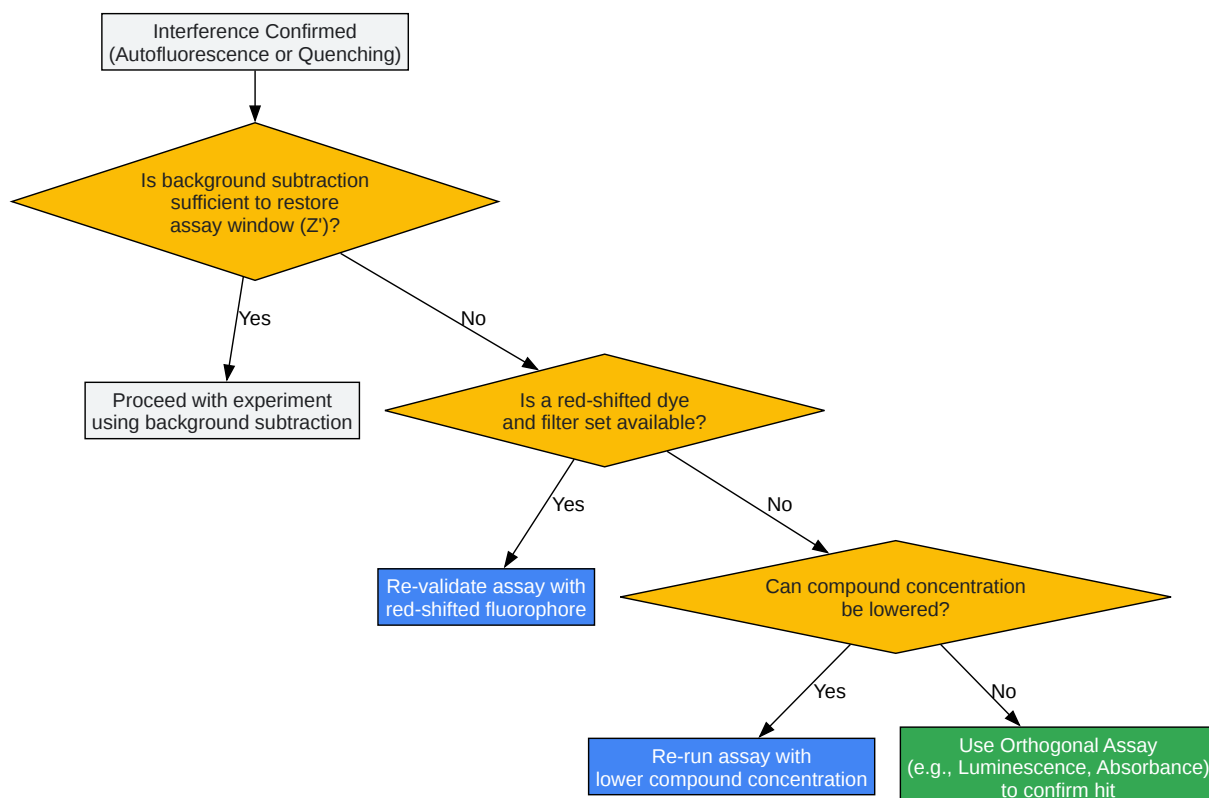 Interference Confirmed
(Autofluorescence or Quenching)
Is background subtraction
sufficient to restore
assay window (Z')?
Yes
No
Proceed with experiment
using background subtraction
Is a red-shifted dye
and filter set available?
Yes
No
Re-validate assay with
red-shifted fluorophore
Can compound concentration
be lowered?
Yes
No
Re-run assay with
lower compound concentration
Use Orthogonal Assay
(e.g., Luminescence, Absorbance)
to confirm hit